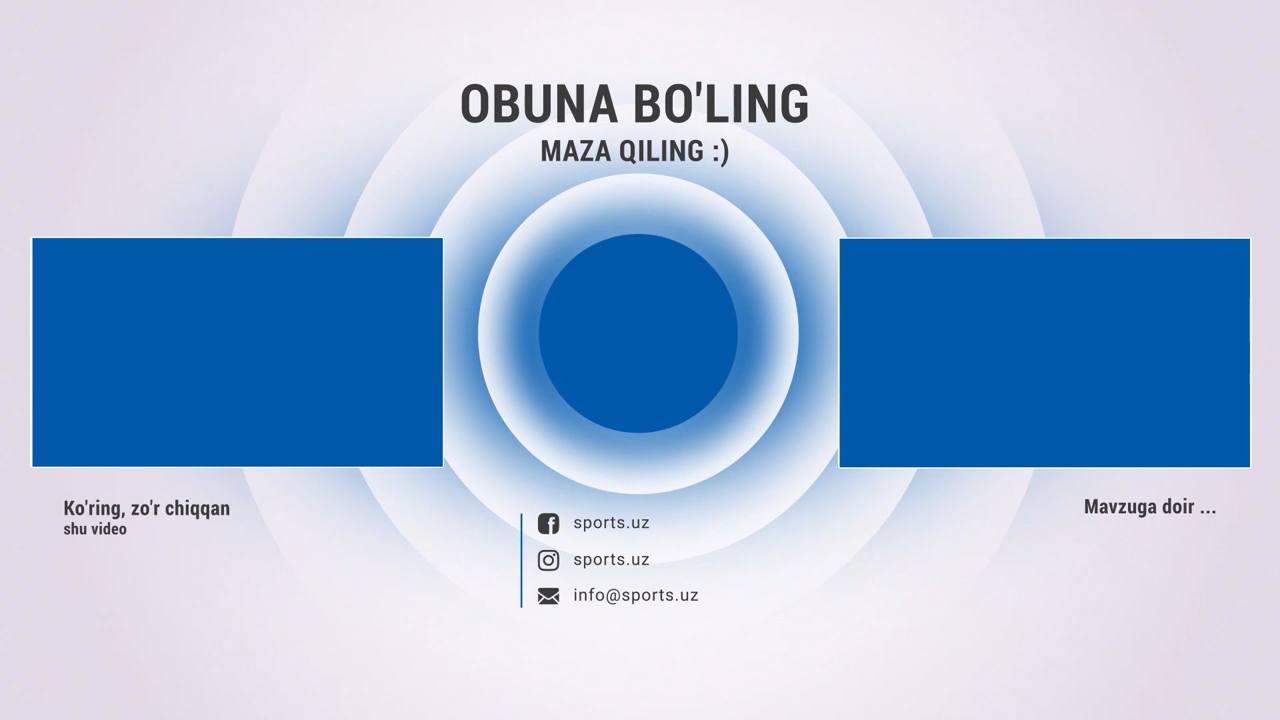 OBUNA BO'LING
MAZA QILING :)
Ko'ring, zo'r chiqqan
shu video
Mavzuga doir ...
sports.uz
sports.uz
info@sports.uz